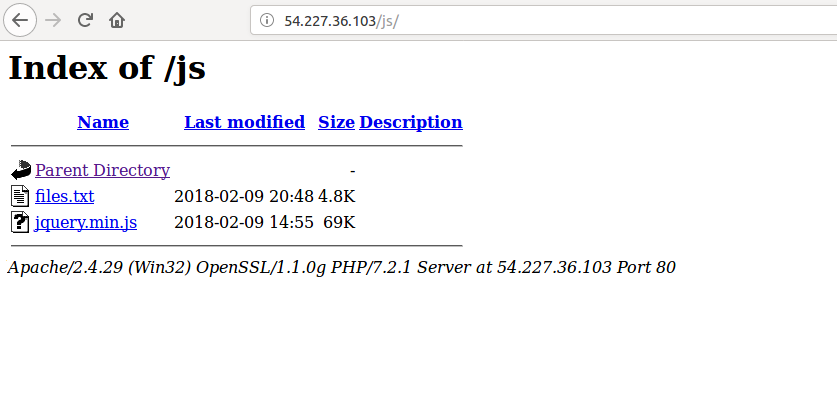 54.227.36.103/js/
Index of /js
Name Last modified Size Description
Parent Directory -
files.txt 2018-02-09 20:48 4.8K
jquery.min.js 2018-02-09 14:55 69K
Apache/2.4.29 (Win32) OpenSSL/1.1.0g PHP/7.2.1 Server at 54.227.36.103 Port 80